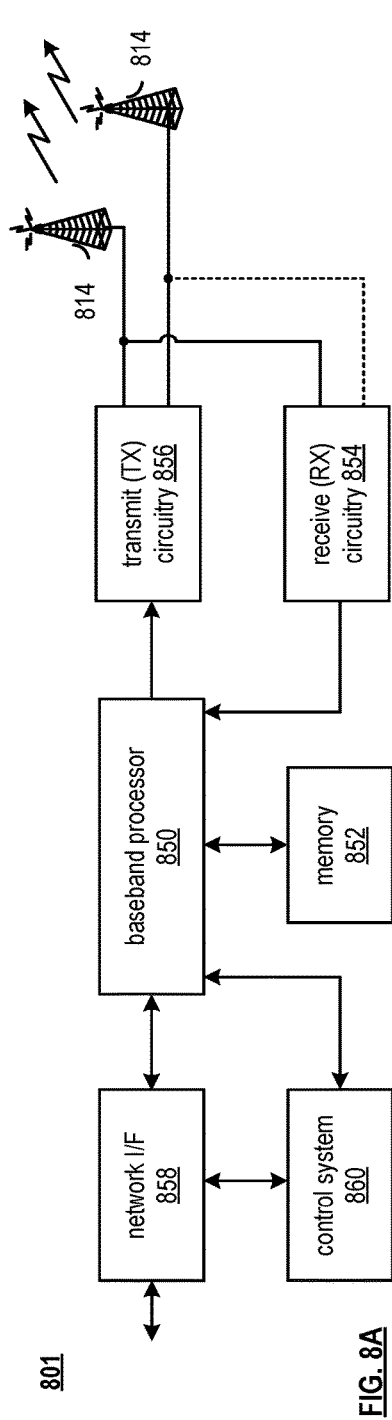 801
network I/F
858
control system
860
baseband processor
850
memory
852
transmit (TX)
circuitry 856
receive (RX)
circuitry 854
814
814
FIG. 8A